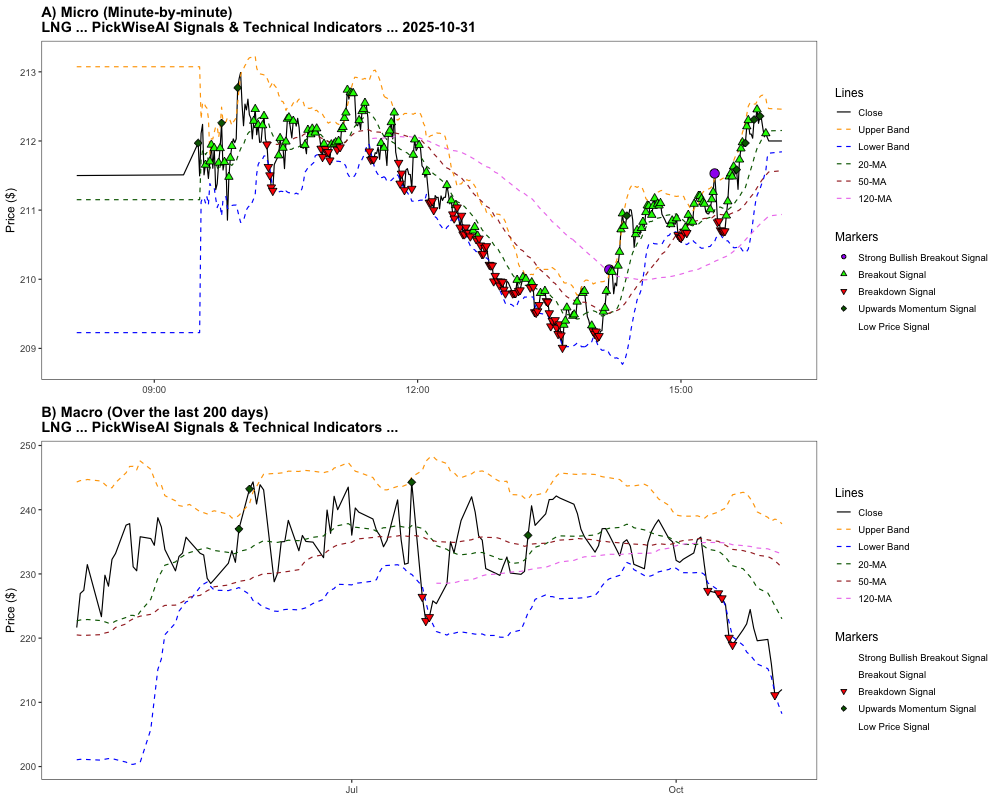 A) Micro (Minute-by-minute)
LNG ... PickWiseAI Signals & Technical Indicators ... 2025-10-31
213
212
211
210
209
Price ($)
09:00
12:00
15:00
Lines
Close
Upper Band
Lower Band
20-MA
50-MA
120-MA
Markers
Strong Bullish Breakout Signal
Breakout Signal
Breakdown Signal
Upwards Momentum Signal
Low Price Signal
B) Macro (Over the last 200 days)
LNG ... PickWiseAI Signals & Technical Indicators ...
250
240
230
220
210
200
Price ($)
Jul
Oct
Lines
Close
Upper Band
Lower Band
20-MA
50-MA
120-MA
Markers
Strong Bullish Breakout Signal
Breakout Signal
Breakdown Signal
Upwards Momentum Signal
Low Price Signal